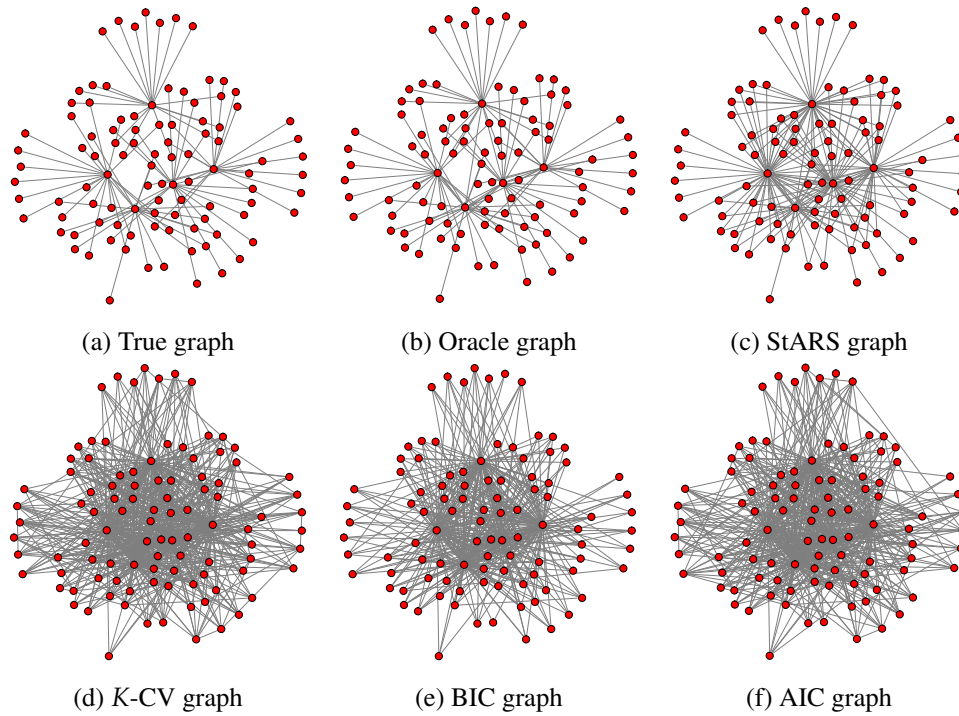 (a) True graph
(b) Oracle graph
(c) StARS graph
(d) K-CV graph
(e) BIC graph
(f) AIC graph